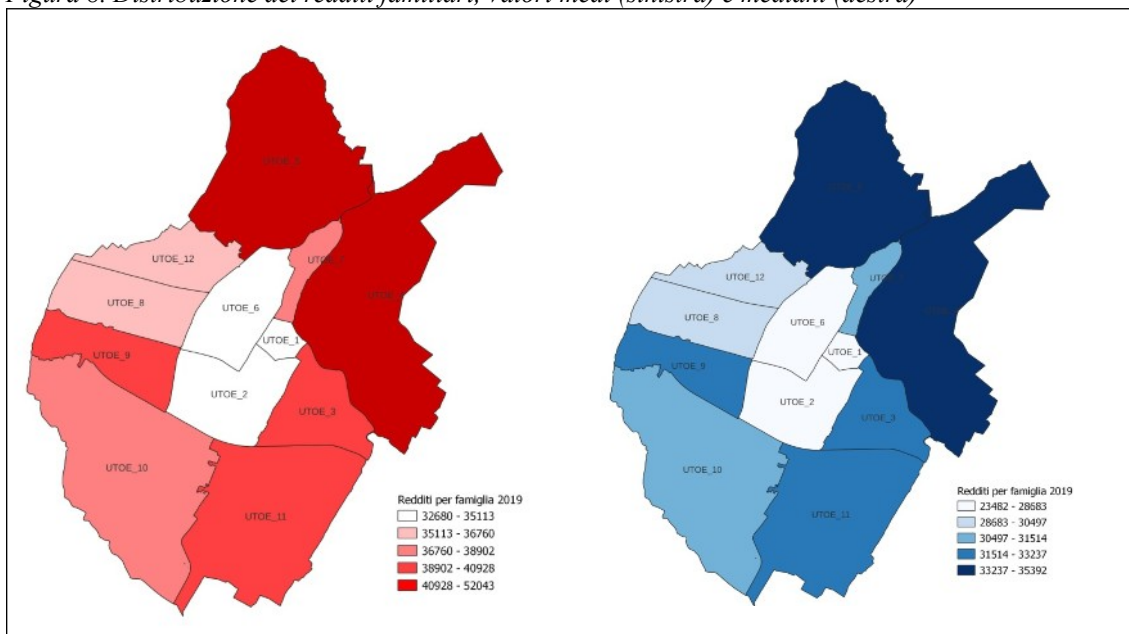 Figura Distribuzione dei redditi familiari, valori medi (sinistra) e mediani (destra)
UTOE_12
UTOE_8
UTOE_6
UTOE_1
UTOE_9
UTOE_2
UTOE_3
UTOE_10
UTOE_11
Redditi per famiglia 2019
32680 - 35113
35113 - 36760
36760 - 38902
38902 - 40928
40928 - 52043
UTOE_12
UTOE_8
UTOE_6
UTOE_1
UTOE_9
UTOE_2
UTOE_3
UTOE_10
UTOE_11
Redditi per famiglia 2019
23482 - 28683
28683 - 30497
30497 - 31514
31514 - 33237
33237 - 35392